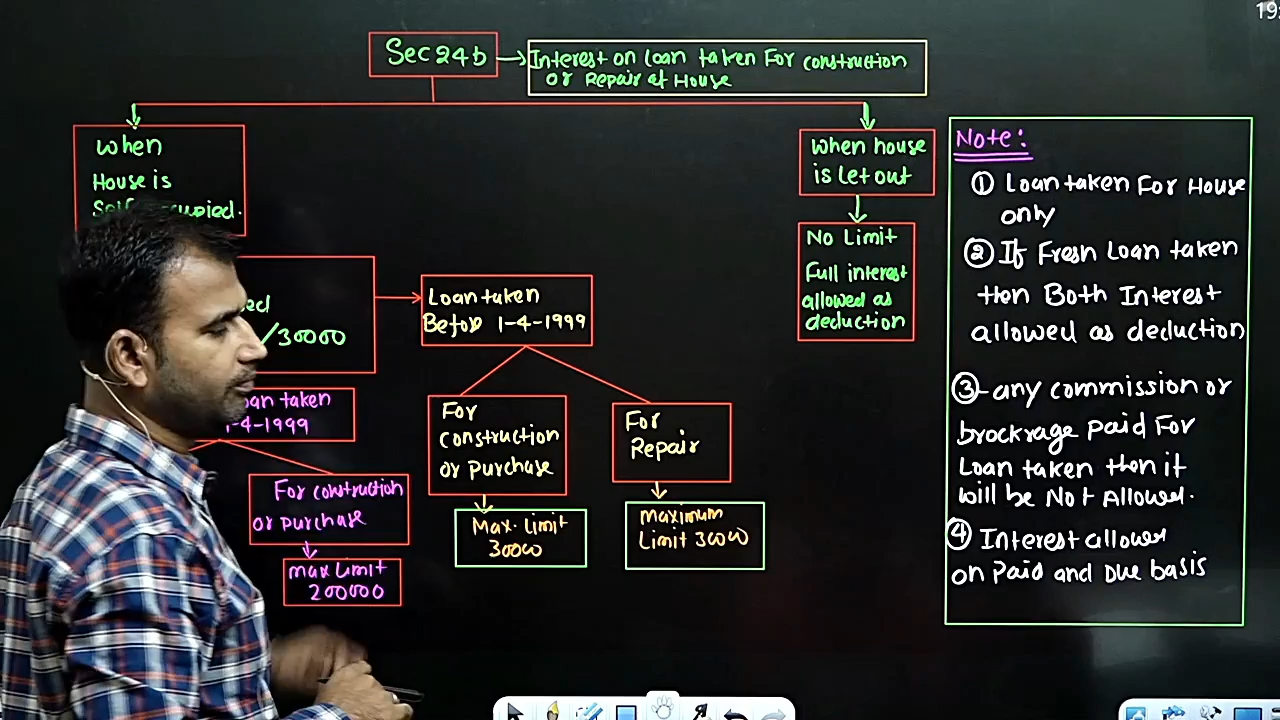 19:
Sec 24b
Interest on loan taken For construction
or Repair of House
When
House is
When house
is Let out
No Limit
Full interest
allowed as
deduction
/30000
Loan taken
Before 1-4-1999
For
construction
or purchase
Max. limit
30000
For
Repair
Maximum
Limit 30000
loan taken
1-4-1999
For construction
or purchase
max Limit
200000
Note:
① Loan taken For House
only
② If Fresh Loan taken
then Both Interest
allowed as deduction
③ any commission or
brockrage paid For
Loan taken then it
will be Not Allowed.
④ Interest allower
on Paid and Due basis